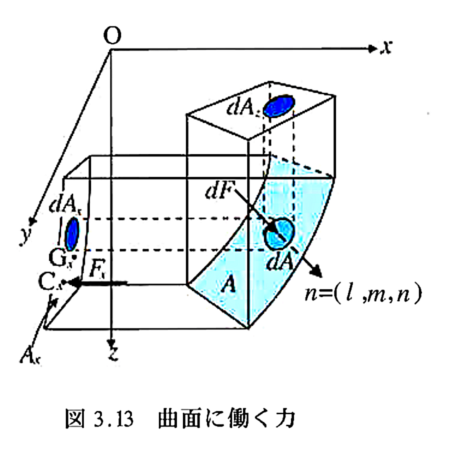 O
x
dA_z
dF
dA_x
y
G_x
dA
C_x
F_x
A
n=(l ,m,n)
A_x
z
図 3.13 曲面に働く力